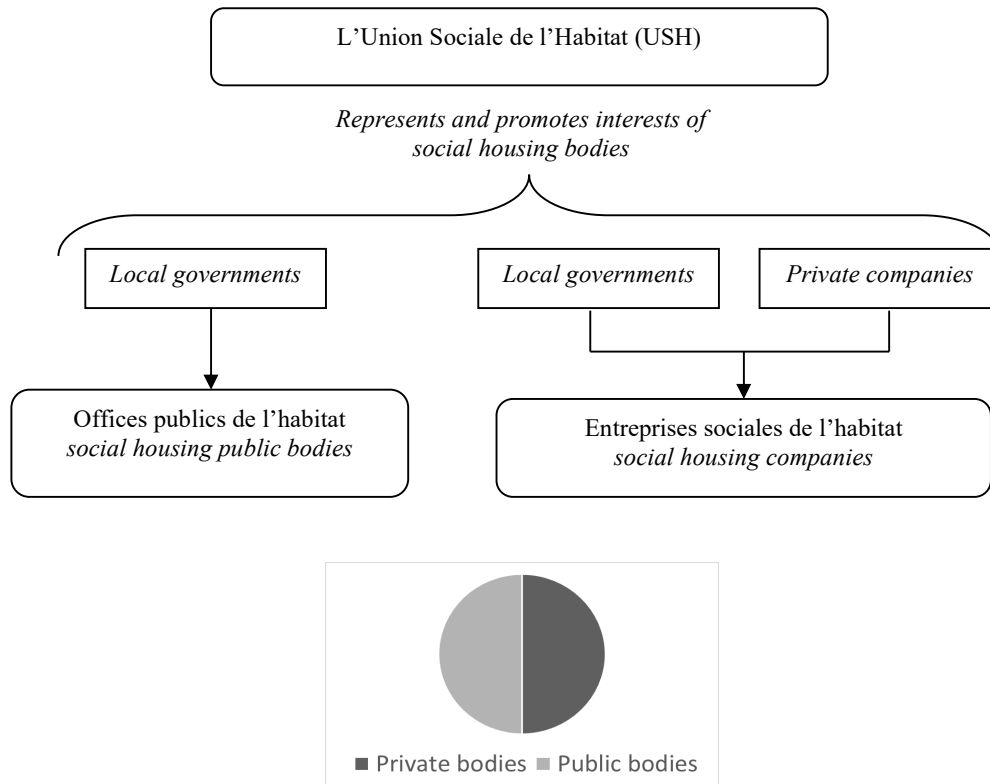 L’Union Sociale de l’Habitat (USH)
Represents and promotes interests of
social housing bodies
Local governments
Local governments
Private companies
Offices publics de l’habitat
social housing public bodies
Entreprises sociales de l’habitat
social housing companies
Private bodies
Public bodies